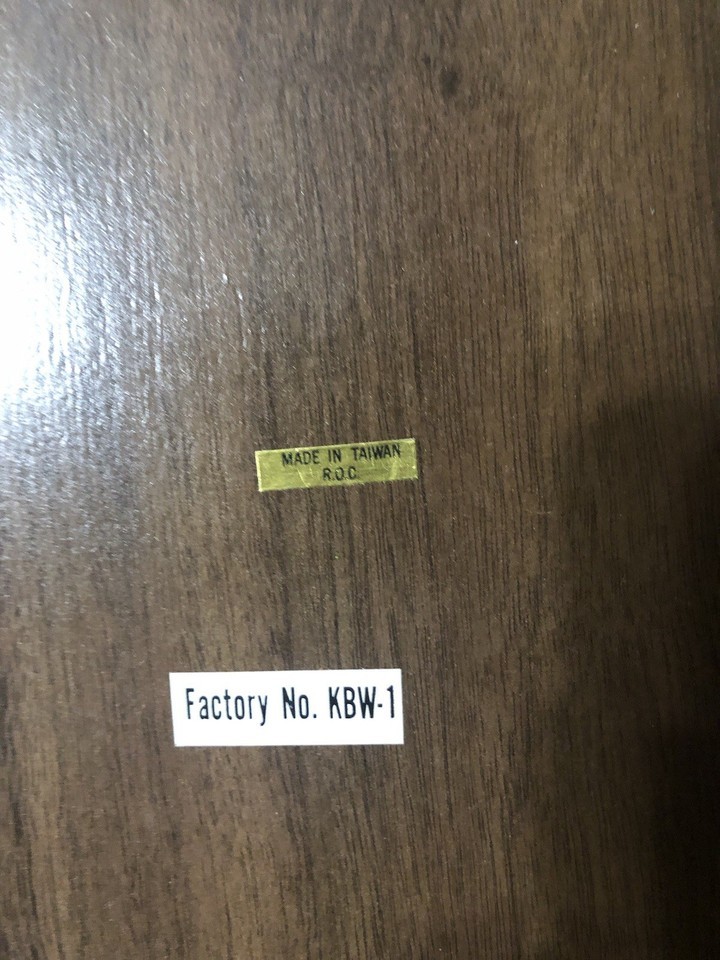 MADE IN TAIWAN
R.O.C.
Factory No. KBW-1